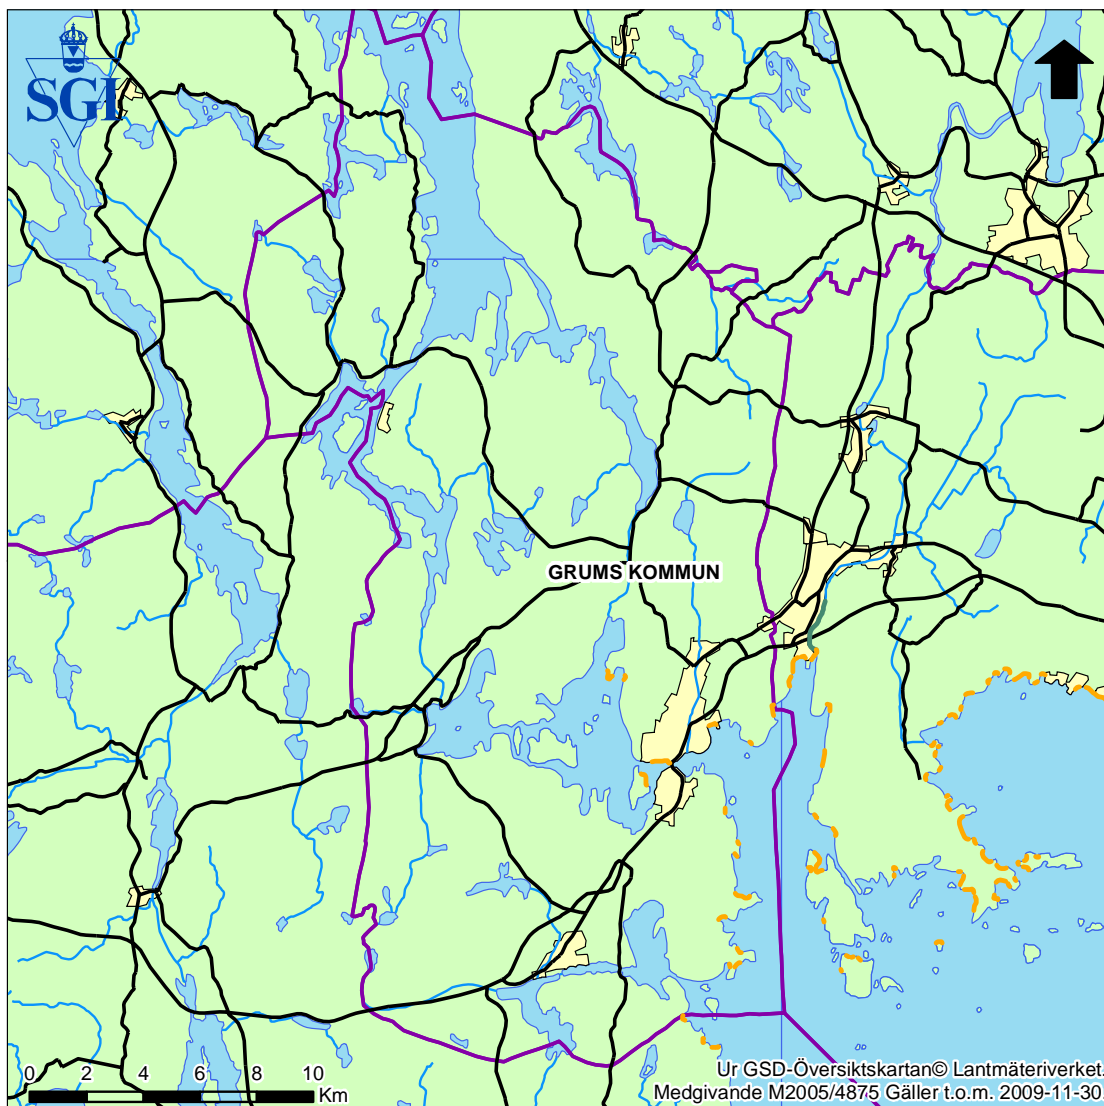 SGI
GRUMS KOMMUN
0 2 4 6 8 10
Km
Ur GSD-Översiktskartan© Lantmäteriverket.
Medgivande M2005/4875 Gäller t.o.m. 2009-11-30